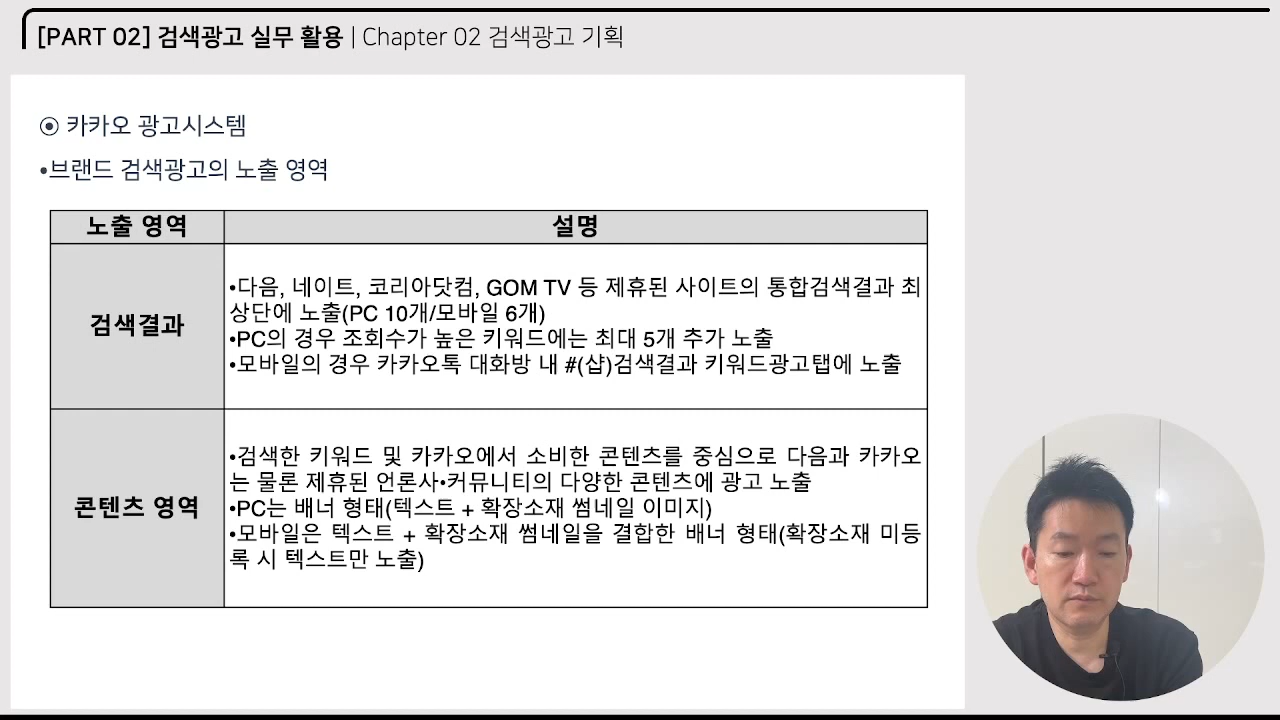 [PART 02] 검색광고 실무 활용 | Chapter 02 검색광고 기획
⦿ 카카오 광고시스템
•브랜드 검색광고의 노출 영역
노출 영역 설명
검색결과
•다음, 네이트, 코리아닷컴, GOM TV 등 제휴된 사이트의 통합검색결과 최
상단에 노출(PC 10개/모바일 6개)
•PC의 경우 조회수가 높은 키워드에는 최대 5개 추가 노출
•모바일의 경우 카카오톡 대화방 내 #(샵)검색결과 키워드광고탭에 노출
콘텐츠 영역
•검색한 키워드 및 카카오에서 소비한 콘텐츠를 중심으로 다음과 카카오
는 물론 제휴된 언론사•커뮤니티의 다양한 콘텐츠에 광고 노출
•PC는 배너 형태(텍스트 + 확장소재 썸네일 이미지)
•모바일은 텍스트 + 확장소재 썸네일을 결합한 배너 형태(확장소재 미등
록 시 텍스트만 노출)